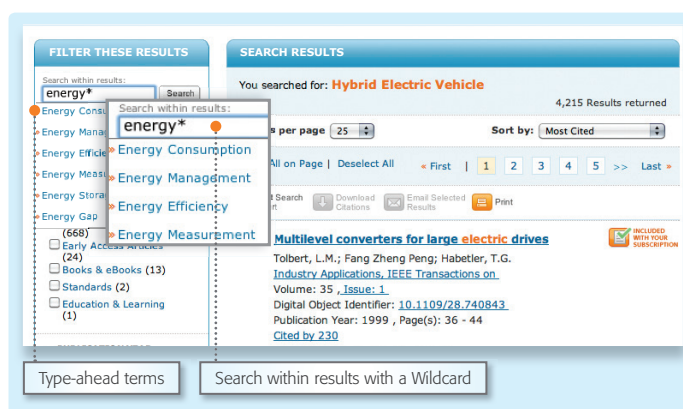 FILTER THESE RESULTS
Search within results:
energy*
Search
Energy
Energy
Energy
Energy
Energy
Energy Gap
(668)
Early Access Articles
(24)
Books & eBooks (13)
Standards (2)
Education & Learning
(1)
Search within results:
energy*
» Energy Consumption
» Energy Management
» Energy Efficiency
» Energy Measurement
SEARCH RESULTS
You searched for: Hybrid Electric Vehicle
4,215 Results returned
per page 25
Sort by: Most Cited
All on Page | Deselect All
« First | 1 2 3 4 5 >> Last »
Search
Download Citations
Email Selected Results
Print
Multilevel converters for large electric drives
INCLUDED WITH YOUR SUBSCRIPTION
Tolbert, L.M.; Fang Zheng Peng; Habetler, T.G.
Industry Applications, IEEE Transactions on
Volume: 35 , Issue: 1
Digital Object Identifier: 10.1109/28.740843
Publication Year: 1999 , Page(s): 36 - 44
Cited by 230
Type-ahead terms
Search within results with a Wildcard